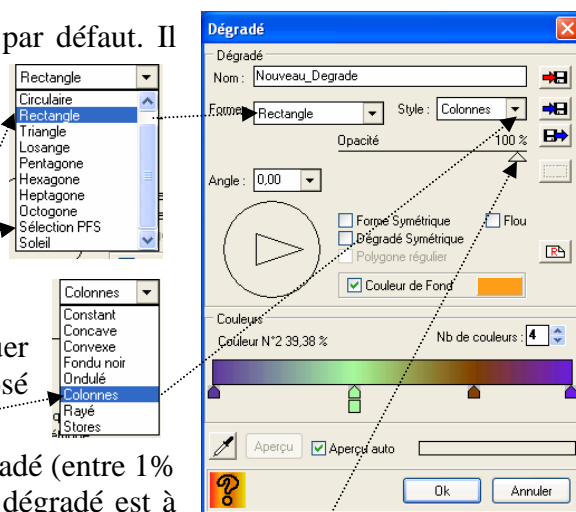 par défaut. Il
Rectangle
Circulaire
Rectangle
Triangle
Losange
Pentagone
Hexagone
Heptagone
Octogone
Sélection PFS
Soleil
Colonnes
Constant
Concave
Convexe
Fondu noir
Ondulé
Colonnes
Rayé
Stores
uer
osé
adé (entre 1%
dégradé est à
Dégradé
Dégradé
Nom : Nouveau_Degrade
Forme : Rectangle Style : Colonnes
Opacité 100 %
Angle : 0,00
Forme Symétrique Flou
Dégradé Symétrique
Polygone régulier
Couleur de Fond
R
Couleurs
Couleur N°2 39,38 % Nb de couleurs : 4
Aperçu Aperçu auto
? Ok Annuler